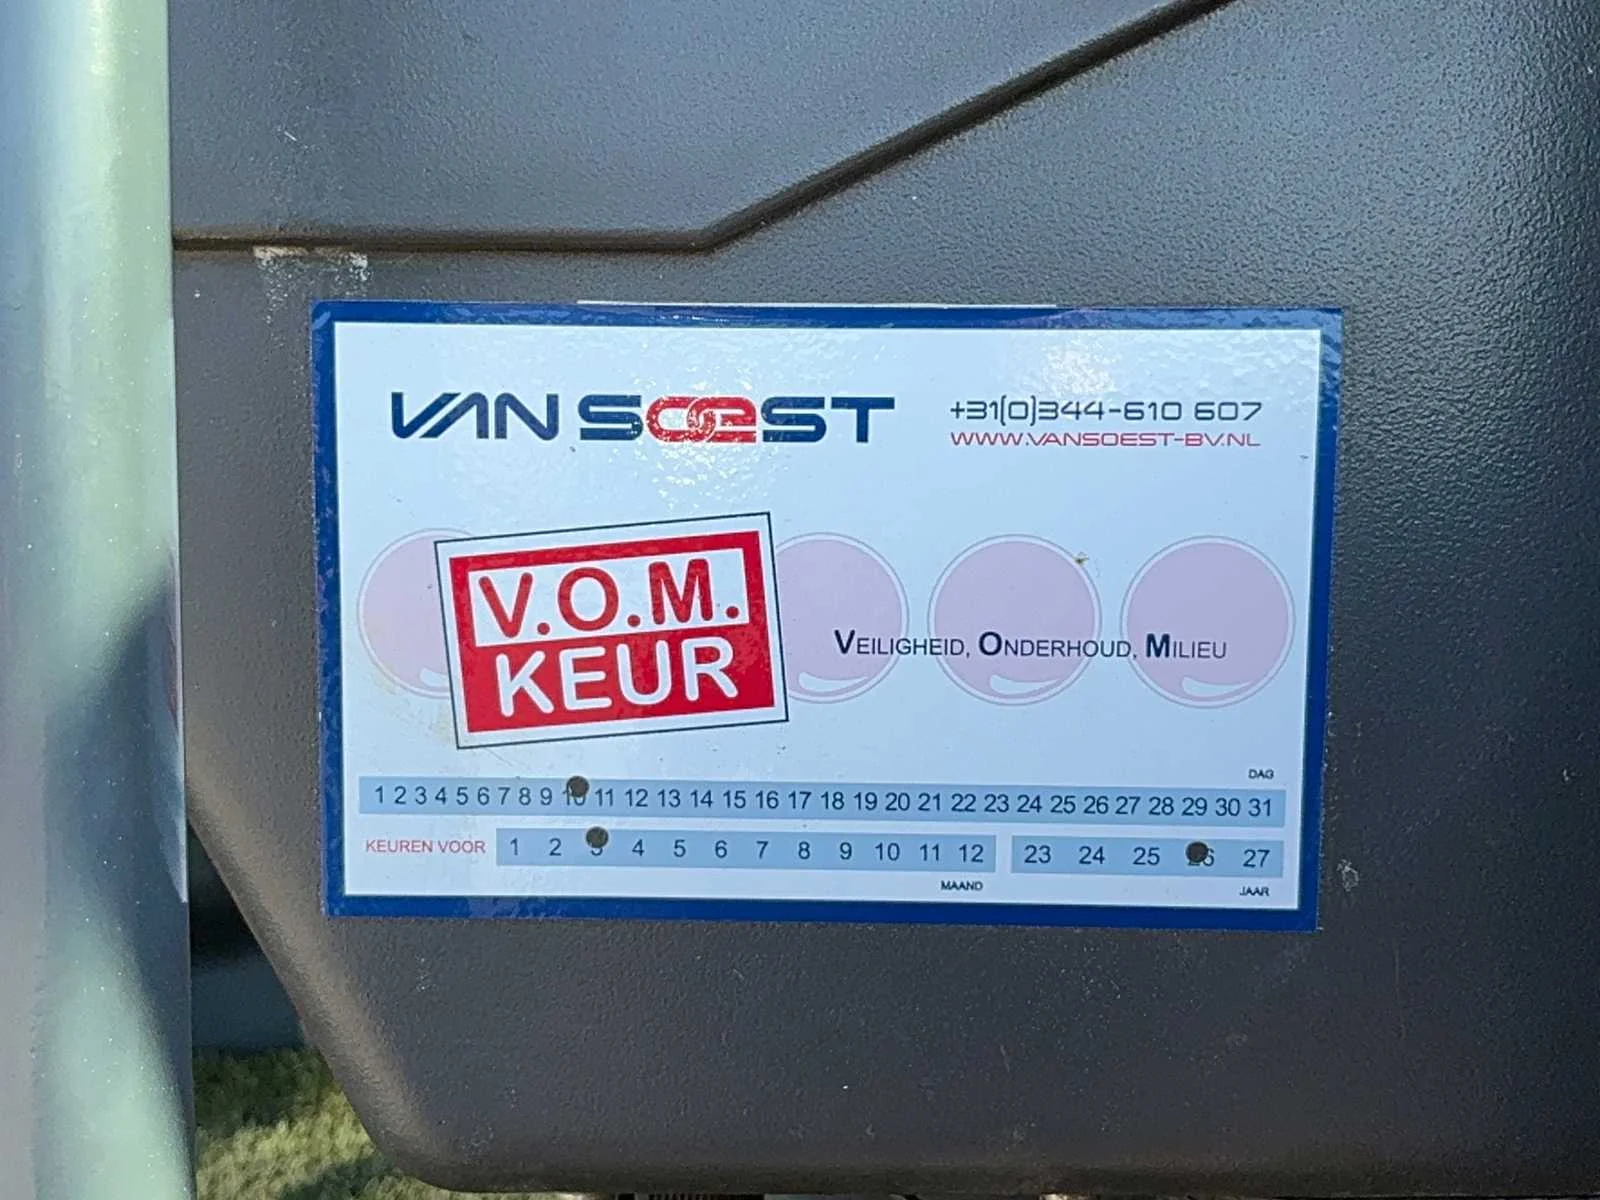 VAN SOEST
+31(0)344-610 607
WWW.VANSOEST-BV.NL
V.O.M.
KEUR
VEILIGHEID, ONDERHOUD, MILIEU
DAG
1 2 3 4 5 6 7 8 9 10 11 12 13 14 15 16 17 18 19 20 21 22 23 24 25 26 27 28 29 30 31
KEUREN VOOR 1 2 3 4 5 6 7 8 9 10 11 12 23 24 25 26 27
MAAND JAAR